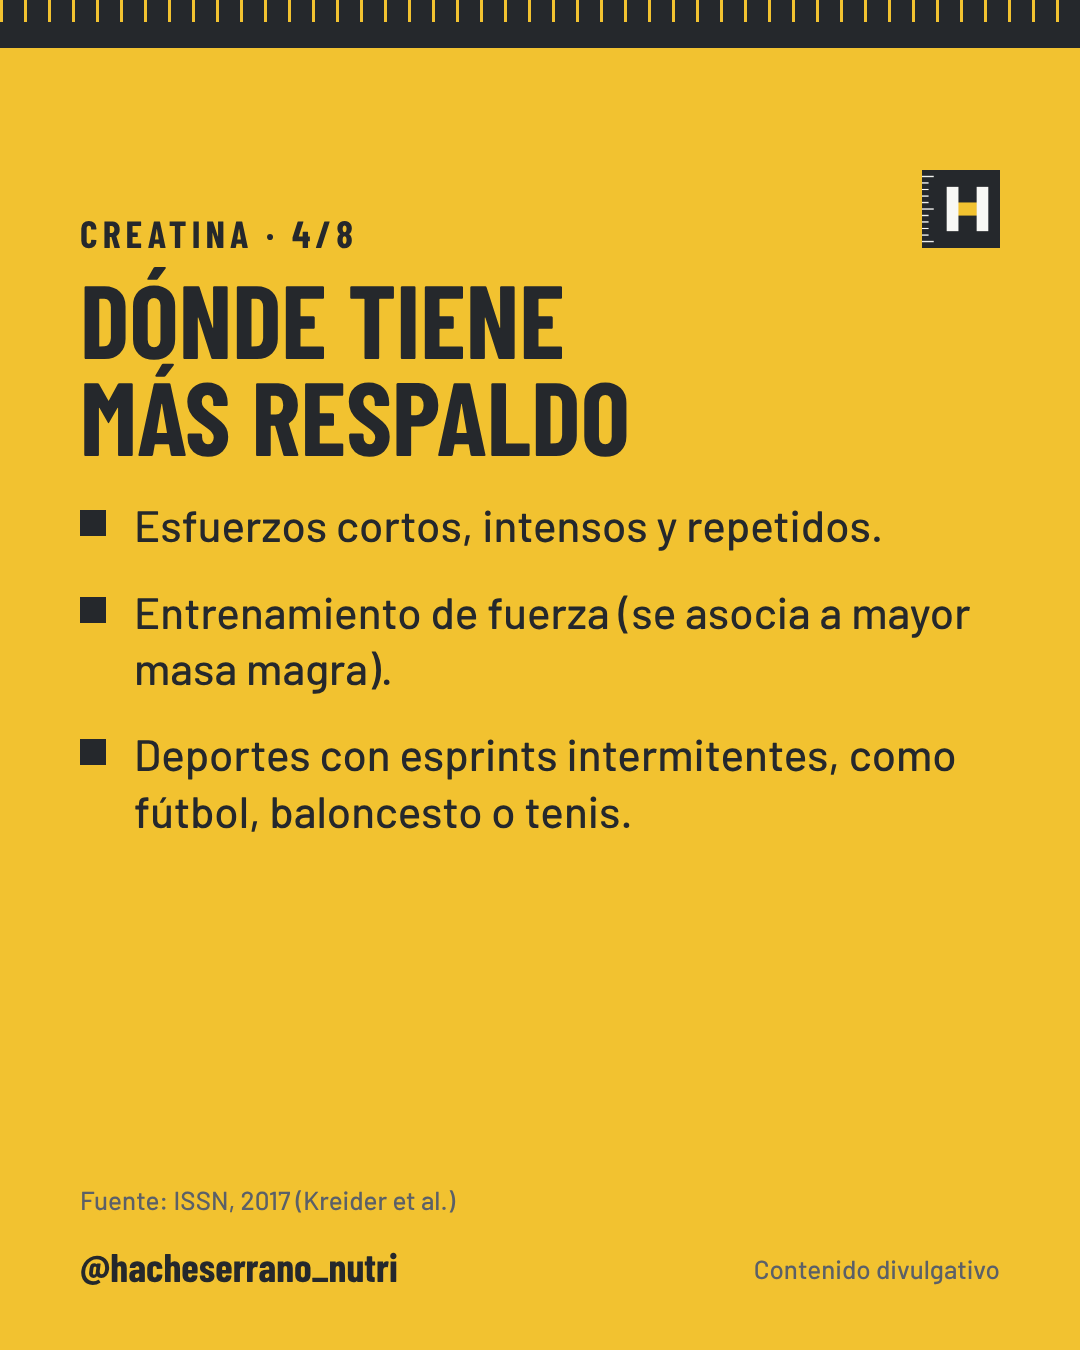 H
CREATINA · 4/8
DÓNDE TIENE
MÁS RESPALDO
Esfuerzos cortos, intensos y repetidos.
Entrenamiento de fuerza (se asocia a mayor
masa magra).
Deportes con esprints intermitentes, como
fútbol, baloncesto o tenis.
Fuente: ISSN, 2017 (Kreider et al.)
@hacheserrano_nutri
Contenido divulgativo